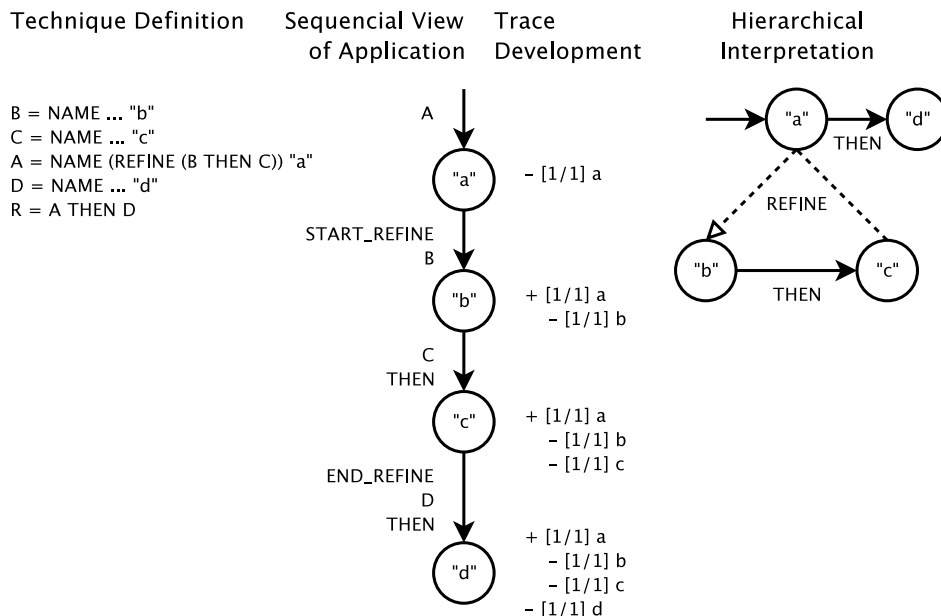 Technique Definition
B = NAME ... "b"
C = NAME ... "c"
A = NAME (REFINE (B THEN C)) "a"
D = NAME ... "d"
R = A THEN D
Sequencial View
of Application
A
"a"
START_REFINE
B
"b"
C
THEN
"c"
END_REFINE
D
THEN
"d"
Trace
Development
– [1/1] a
+ [1/1] a
– [1/1] b
+ [1/1] a
– [1/1] b
– [1/1] c
+ [1/1] a
– [1/1] b
– [1/1] c
– [1/1] d
Hierarchical
Interpretation
"a"
THEN
"d"
REFINE
"b"
THEN
"c"